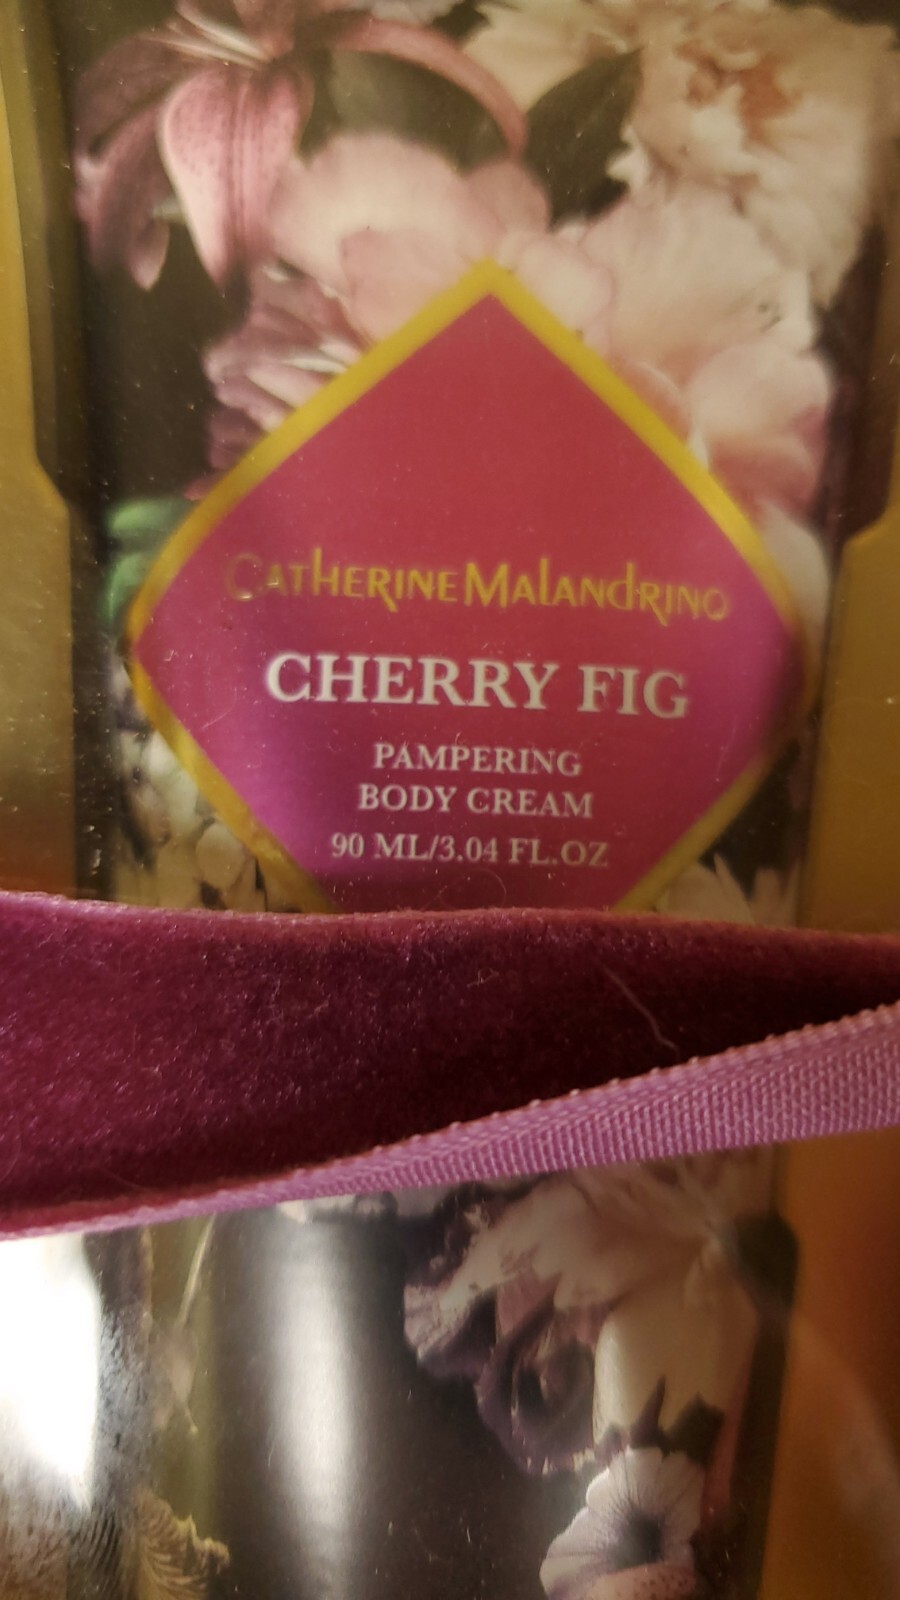 CATHERINE MALANDRINO
CHERRY FIG
PAMPERING
BODY CREAM
90 ML/3.04 FL.OZ